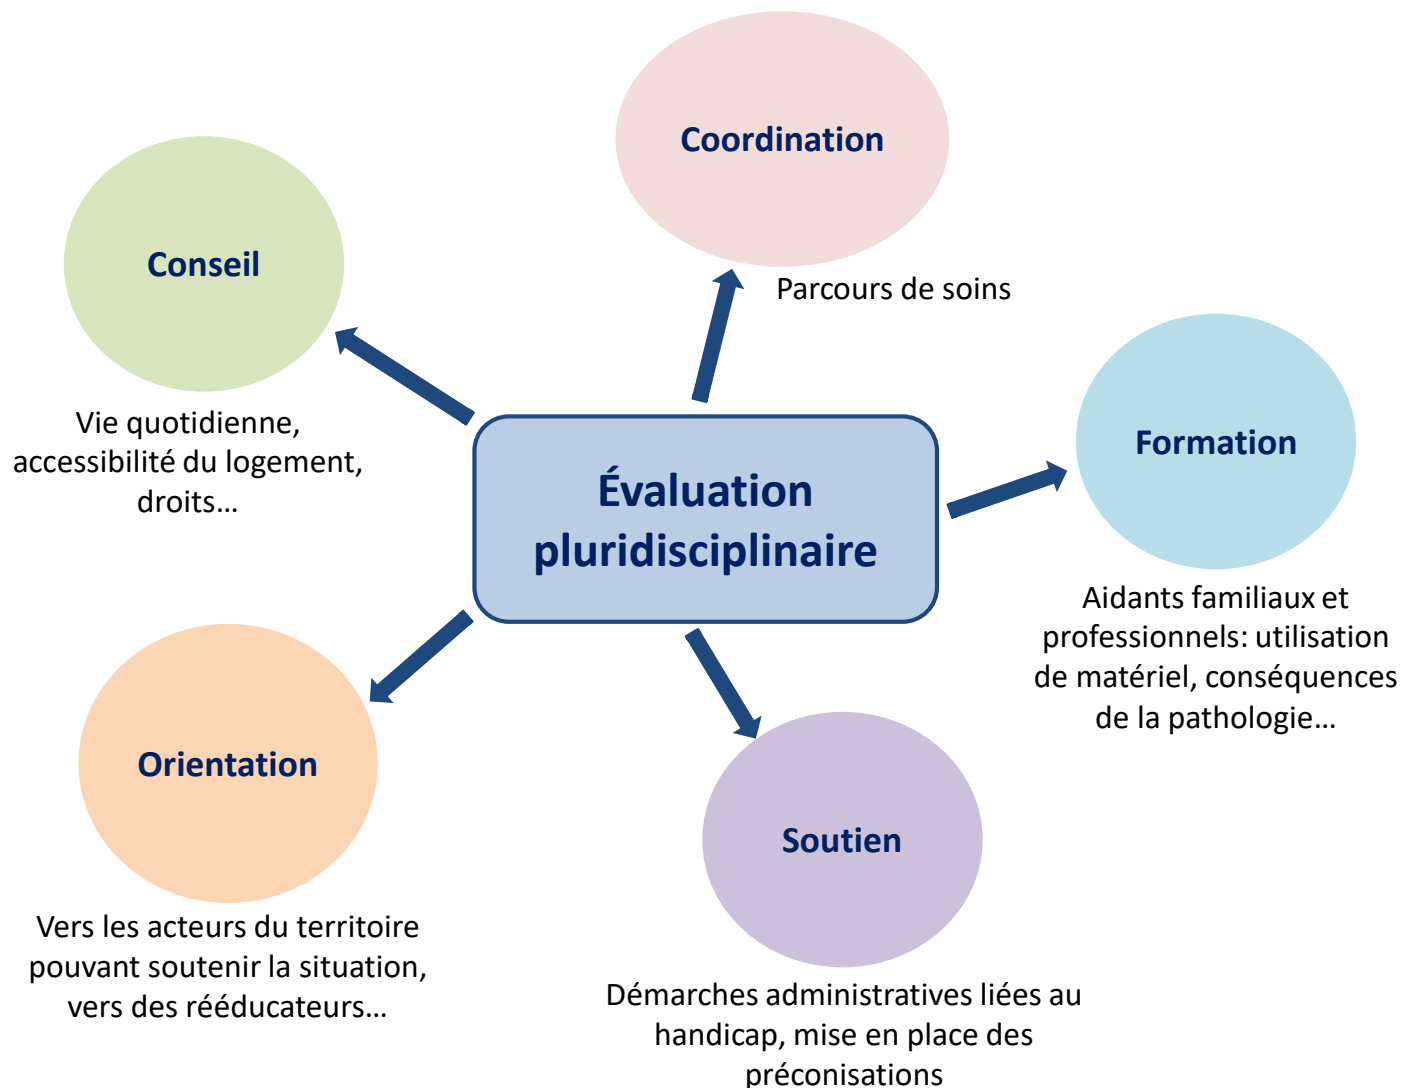 Coordination
Parcours de soins
Conseil
Vie quotidienne,
accessibilité du logement,
droits…
Formation
Aidants familiaux et
professionnels: utilisation
de matériel, conséquences
de la pathologie…
Évaluation
pluridisciplinaire
Orientation
Vers les acteurs du territoire
pouvant soutenir la situation,
vers des rééducateurs…
Soutien
Démarches administratives liées au
handicap, mise en place des
préconisations